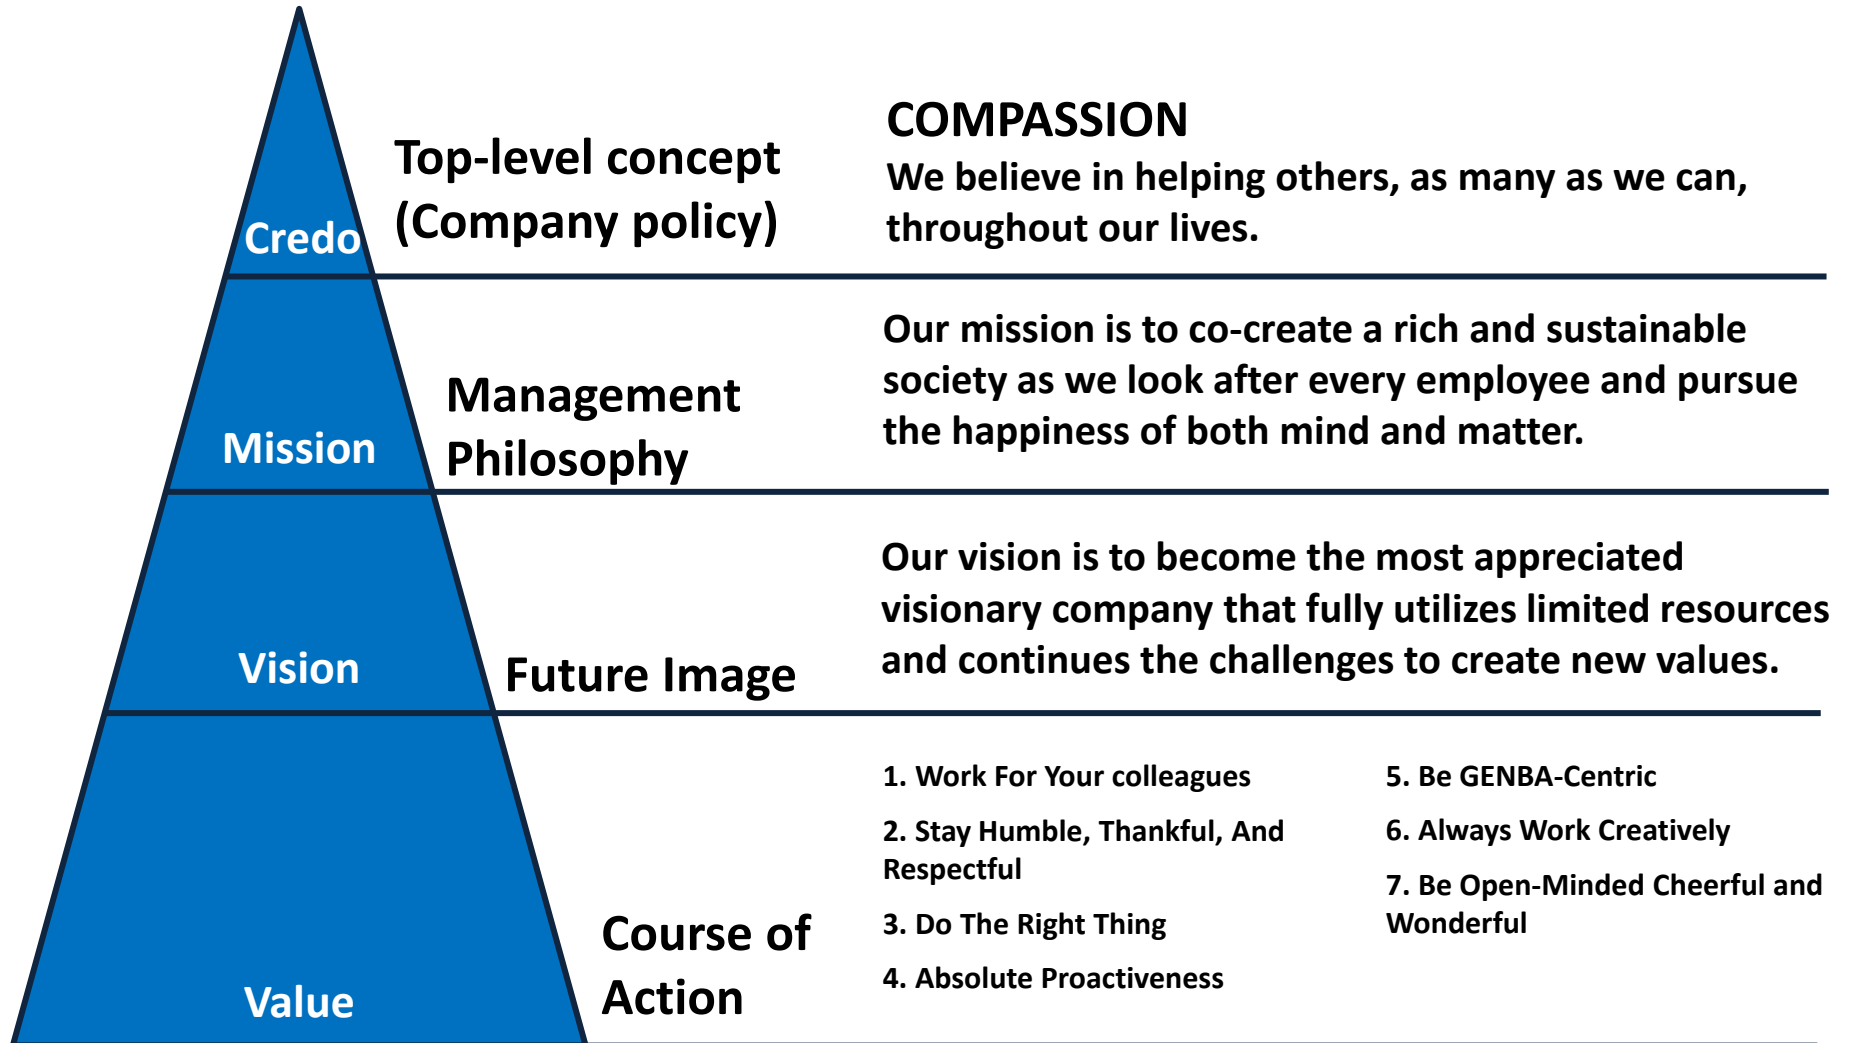 Credo
Top-level concept
(Company policy)
COMPASSION
We believe in helping others, as many as we can,
throughout our lives.
Mission
Management
Philosophy
Our mission is to co-create a rich and sustainable
society as we look after every employee and pursue
the happiness of both mind and matter.
Vision
Future Image
Our vision is to become the most appreciated
visionary company that fully utilizes limited resources
and continues the challenges to create new values.
Value
Course of
Action
1. Work For Your colleagues
2. Stay Humble, Thankful, And
Respectful
3. Do The Right Thing
4. Absolute Proactiveness
5. Be GENBA-Centric
6. Always Work Creatively
7. Be Open-Minded Cheerful and
Wonderful